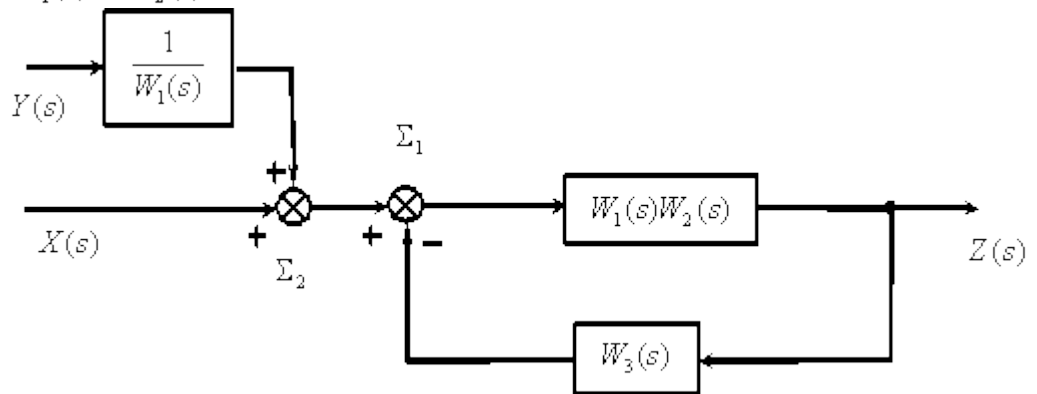 1
W₁(s)
Y(s)
Σ₁
+
W₁(s)W₂(s)
X(s)
+
+
−
Z(s)
Σ₂
W₃(s)